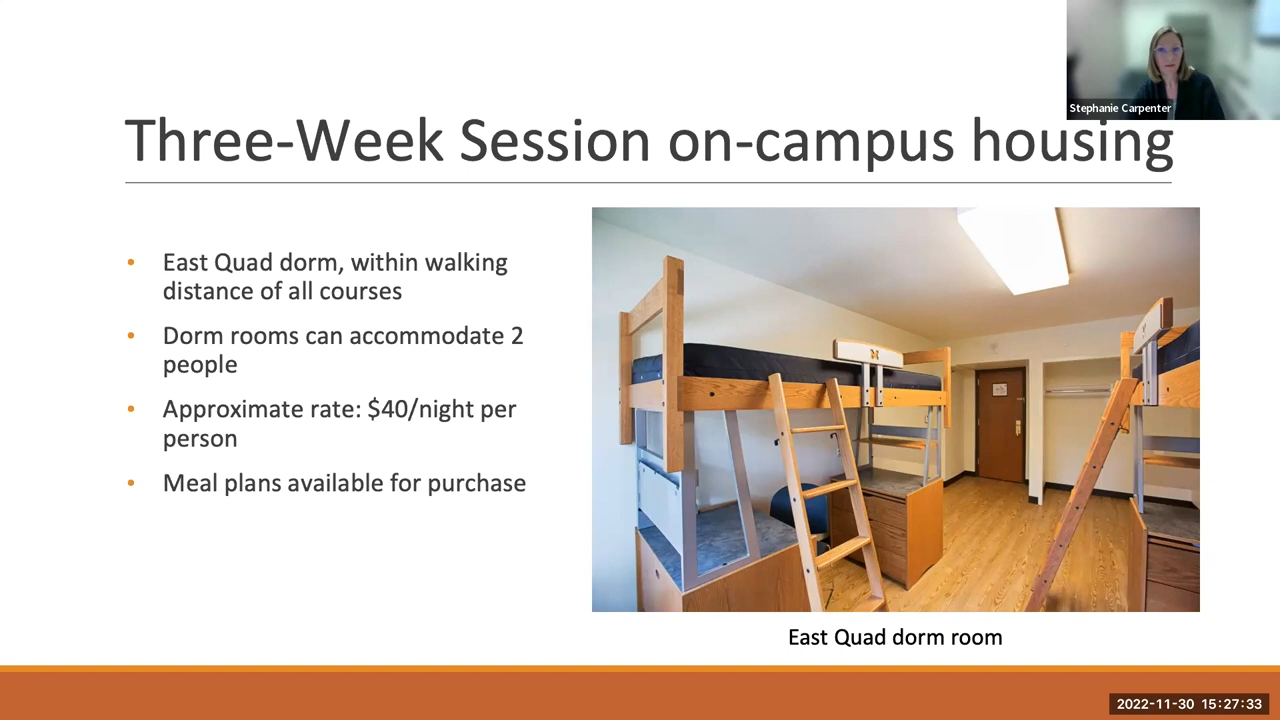 Stephanie Carpenter
Three-Week Session on-campus housing
East Quad dorm, within walking
distance of all courses
Dorm rooms can accommodate 2
people
Approximate rate: $40/night per
person
Meal plans available for purchase
East Quad dorm room
2022-11-30 15:27:33